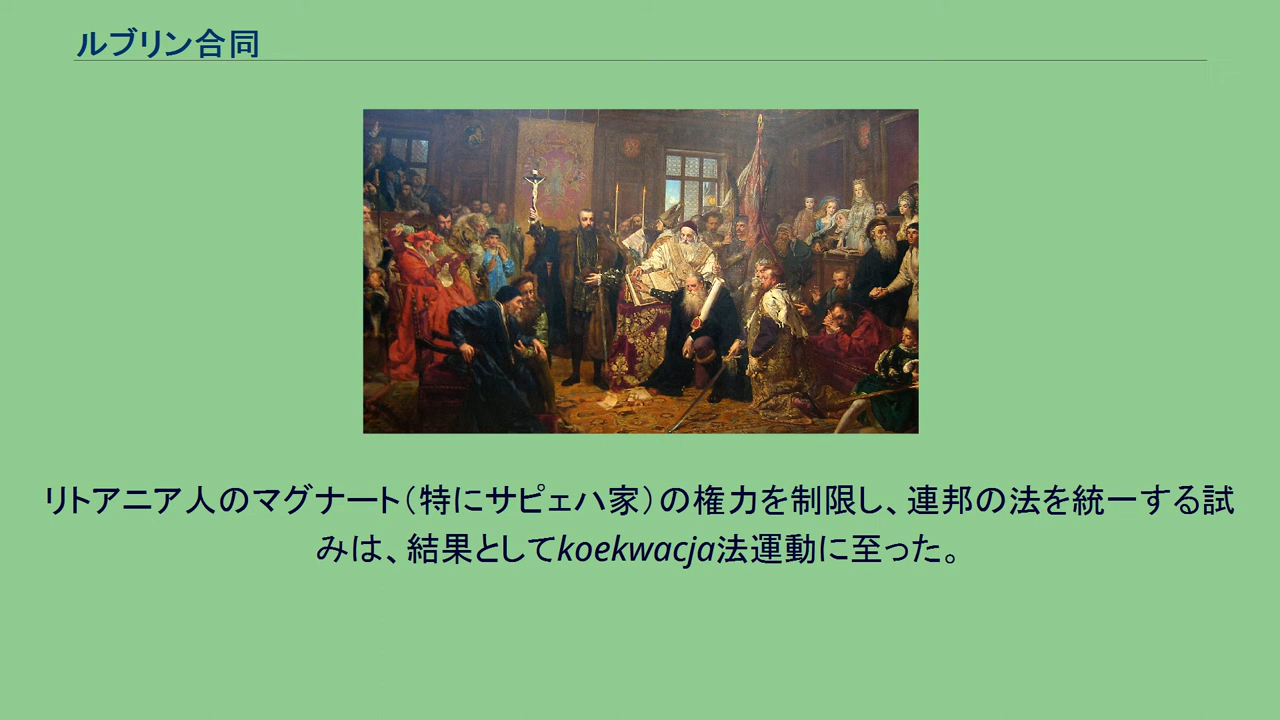 ルブリン合同
リトアニア人のマグナート（特にサピェハ家）の権力を制限し、連邦の法を統一する試
みは、結果としてkoekwacja法運動に至った。